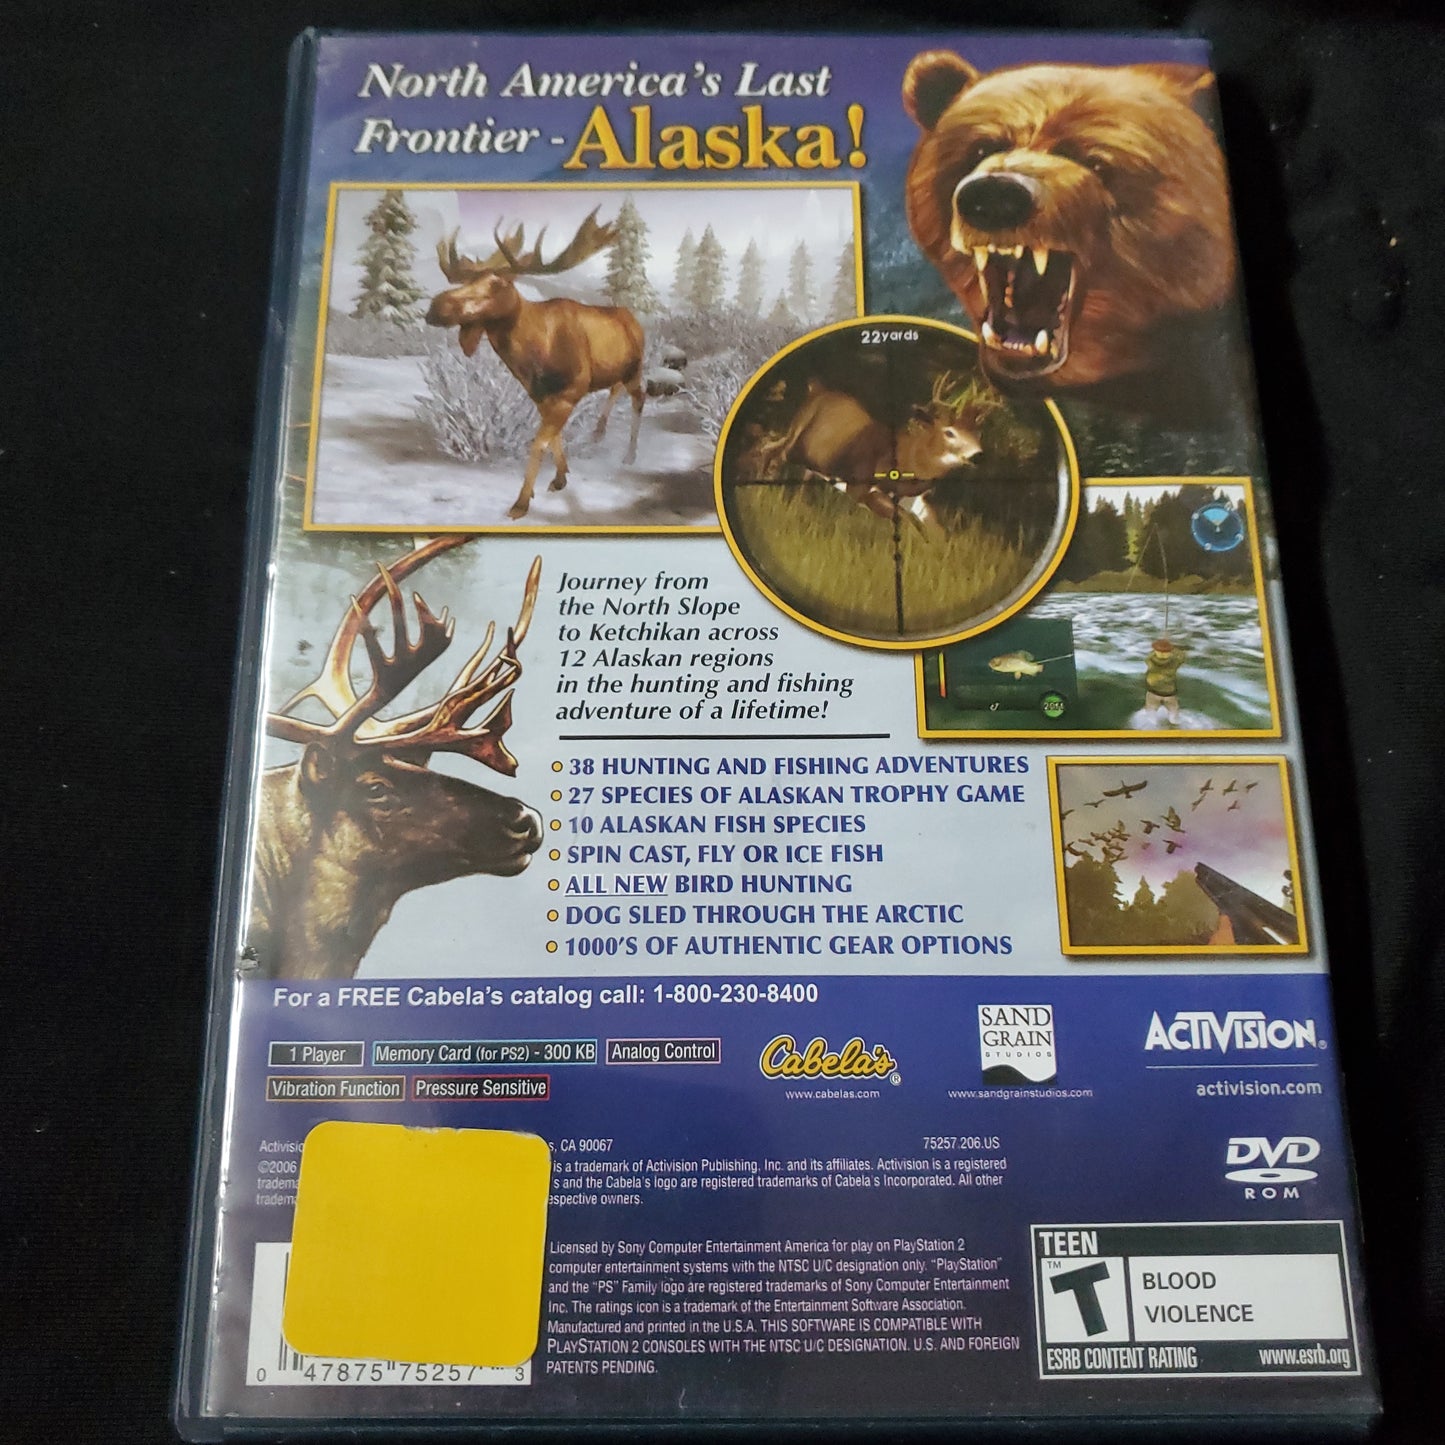 North America's Last
Frontier - Alaska!
22yards
Journey from
the North Slope
to Ketchikan across
12 Alaskan regions
in the hunting and fishing
adventure of a lifetime!
38 HUNTING AND FISHING ADVENTURES
27 SPECIES OF ALASKAN TROPHY GAME
10 ALASKAN FISH SPECIES
SPIN CAST, FLY OR ICE FISH
ALL NEW BIRD HUNTING
DOG SLED THROUGH THE ARCTIC
1000'S OF AUTHENTIC GEAR OPTIONS
For a FREE Cabela's catalog call: 1-800-230-8400
1 Player
Memory Card (for PS2) - 300 KB
Analog Control
Vibration Function
Pressure Sensitive
Cabela's®
www.cabelas.com
SAND
GRAIN
STUDIOS
www.sandgrainstudios.com
ACTIVISION®
activision.com
CA 90067
75257.206.US
©2006 is a trademark of Activision Publishing, Inc. and its affiliates. Activision is a registered
and the Cabela's logo are registered trademarks of Cabela's Incorporated. All other
owners.
DVD
ROM
Licensed by Sony Computer Entertainment America for play on PlayStation 2
computer entertainment systems with the NTSC U/C designation only. "PlayStation"
and the "PS" Family logo are registered trademarks of Sony Computer Entertainment
Inc. The ratings icon is a trademark of the Entertainment Software Association.
Manufactured and printed in the U.S.A. THIS SOFTWARE IS COMPATIBLE WITH
PLAYSTATION 2 CONSOLES WITH THE NTSC U/C DESIGNATION. U.S. AND FOREIGN
PATENTS PENDING.
0 47875 75257 3
TEEN
T™
BLOOD
VIOLENCE
ESRB CONTENT RATING www.esrb.org